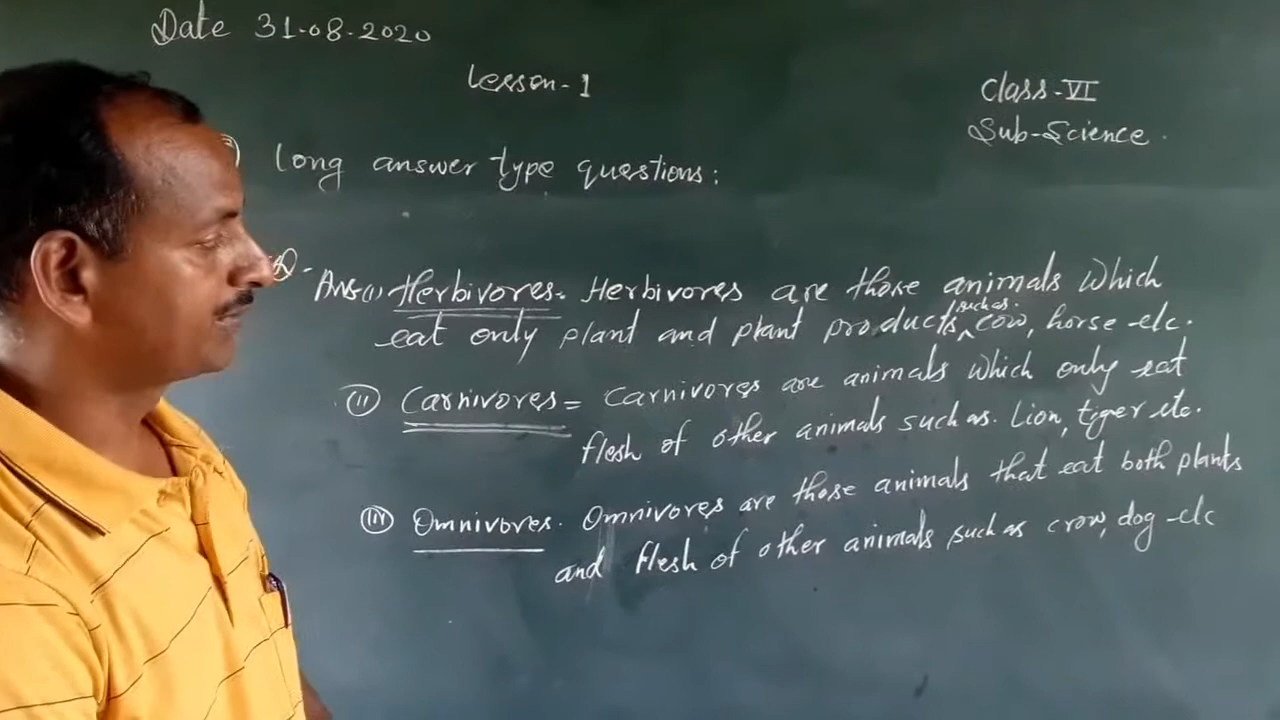 Date 31-08-2020
Lesson-1
Class-VI
Sub-Science.
Long answer type questions:
Ans(i) Herbivores= Herbivores are those animals which
eat only plant and plant products, such as. cow, horse etc.
(ii) Carnivores= Carnivores are animals which only eat
flesh of other animals such as. Lion, tiger etc.
(iii) Omnivores. Omnivores are those animals that eat both plants
and flesh of other animals such as crow, dog etc